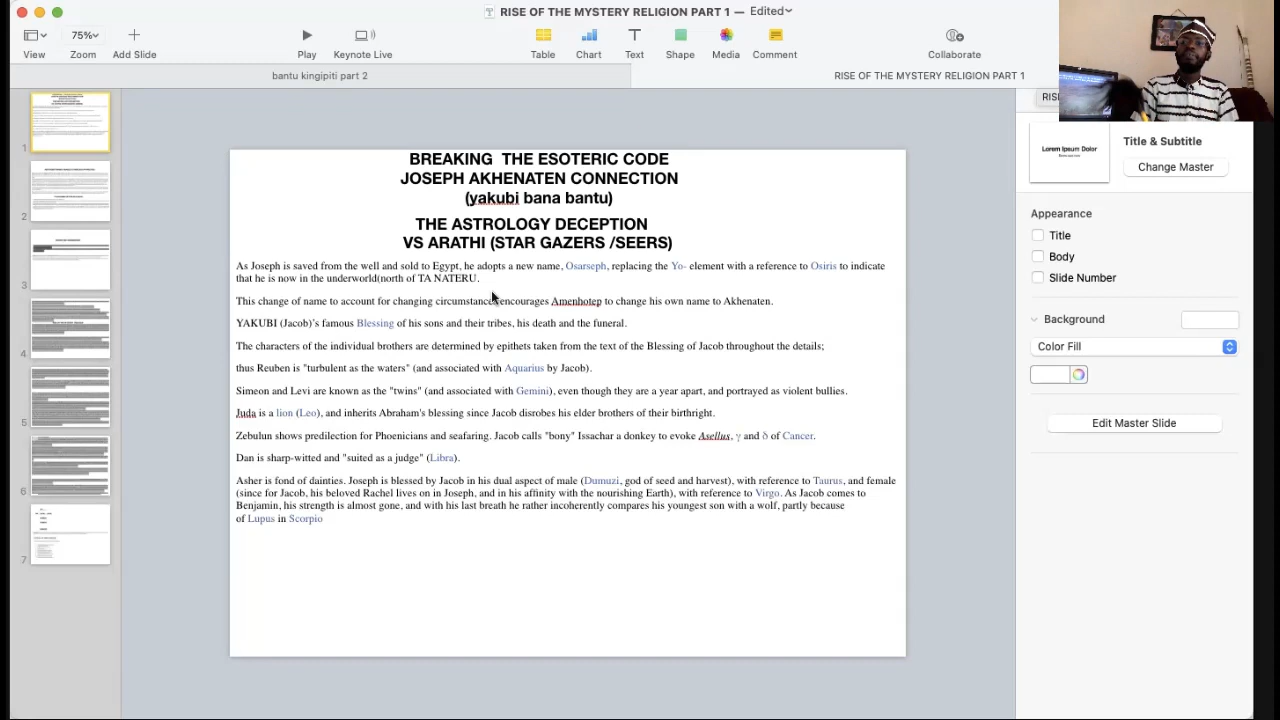 RISE OF THE MYSTERY RELIGION PART 1 — Edited
75%
View Zoom Add Slide Play Keynote Live Table Chart Text Shape Media Comment Collaborate
bantu kingipiti part 2
RISE OF THE MYSTERY RELIGION PART 1
RIS
Lorem Ipsum Dolor
Title & Subtitle
Change Master
Appearance
Title
Body
Slide Number
Background
Color Fill
Edit Master Slide
1
2
3
4
5
6
7
BREAKING THE ESOTERIC CODE
JOSEPH AKHENATEN CONNECTION
(yakubi bana bantu)
THE ASTROLOGY DECEPTION
VS ARATHI (STAR GAZERS /SEERS)
As Joseph is saved from the well and sold to Egypt, he adopts a new name, Osarseph, replacing the Yo- element with a reference to Osiris to indicate
that he is now in the underworld(north of TA NATERU.
This change of name to account for changing encourages Amenhotep to change his own name to Akhenaten.
YAKUBI (Jacob)'s famous Blessing of his sons and their tribes, his death and the funeral.
The characters of the individual brothers are determined by epithets taken from the text of the Blessing of Jacob throughout the details;
thus Reuben is "turbulent as the waters" (and associated with Aquarius by Jacob).
Simeon and Levi are known as the "twins" (and associated with Gemini), even though they are a year apart, and portrayed as violent bullies.
Juda is a lion (Leo), and inherits Abraham's blessing since Jacob disrobes his elder brothers of their birthright.
Zebulun shows predilection for Phoenicians and seafaring. Jacob calls "bony" Issachar a donkey to evoke Asellus, γ and δ of Cancer.
Dan is sharp-witted and "suited as a judge" (Libra).
Asher is fond of dainties. Joseph is blessed by Jacob in his dual aspect of male (Dumuzi, god of seed and harvest), with reference to Taurus, and female
(since for Jacob, his beloved Rachel lives on in Joseph, and in his affinity with the nourishing Earth), with reference to Virgo. As Jacob comes to
Benjamin, his strength is almost gone, and with his last breath he rather incoherently compares his youngest son with a wolf, partly because
of Lupus in Scorpio